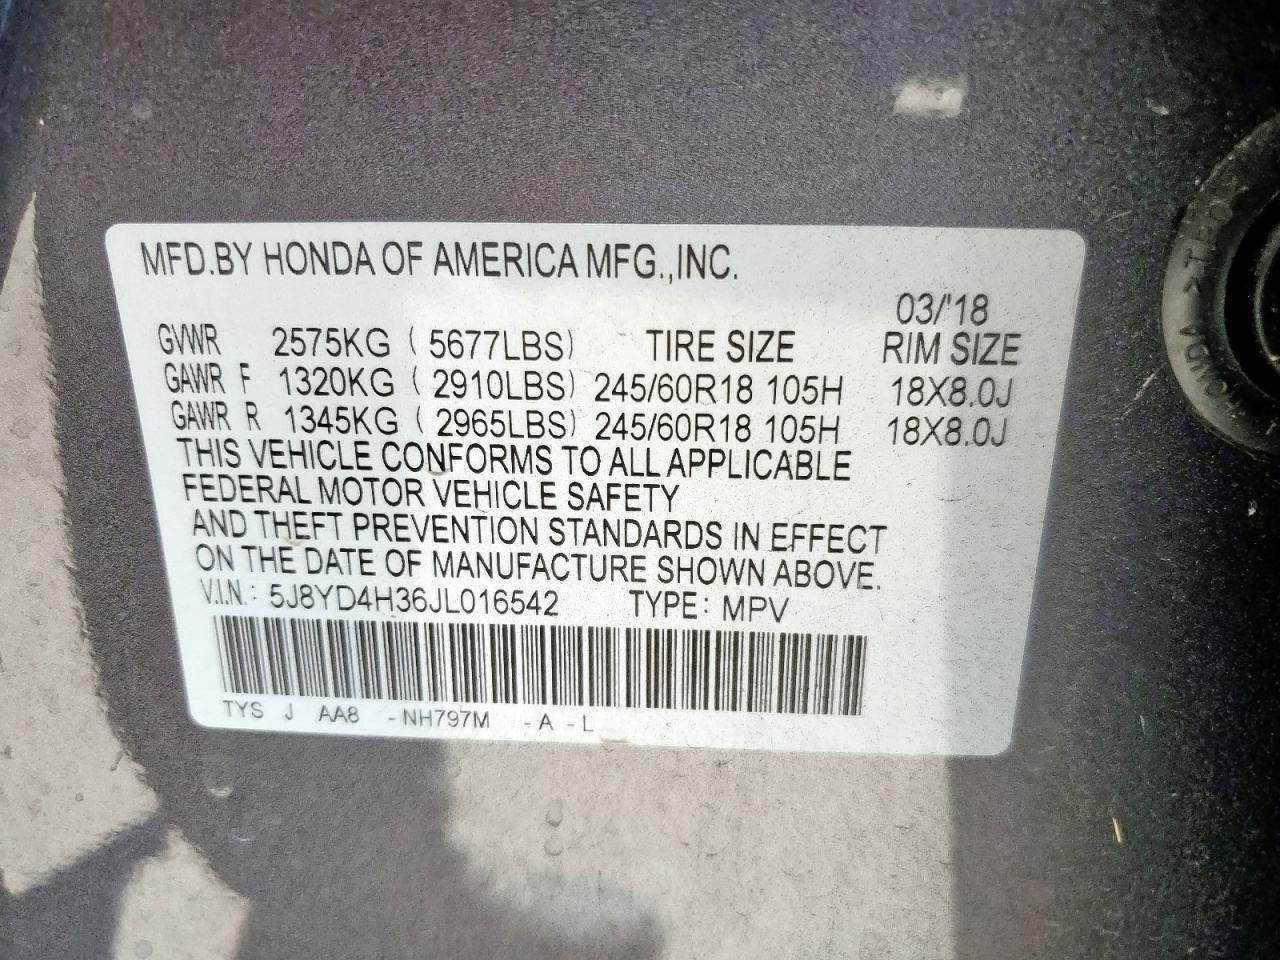 MFD.BY HONDA OF AMERICA MFG.,INC.
03/'18
GVWR 2575KG ( 5677LBS) TIRE SIZE RIM SIZE
GAWR F 1320KG ( 2910LBS) 245/60R18 105H 18X8.0J
GAWR R 1345KG ( 2965LBS) 245/60R18 105H 18X8.0J
THIS VEHICLE CONFORMS TO ALL APPLICABLE
FEDERAL MOTOR VEHICLE SAFETY
AND THEFT PREVENTION STANDARDS IN EFFECT
ON THE DATE OF MANUFACTURE SHOWN ABOVE.
V.I.N.: 5J8YD4H36JL016542 TYPE: MPV
TYS J AA8 -NH797M -A -L
HONDA